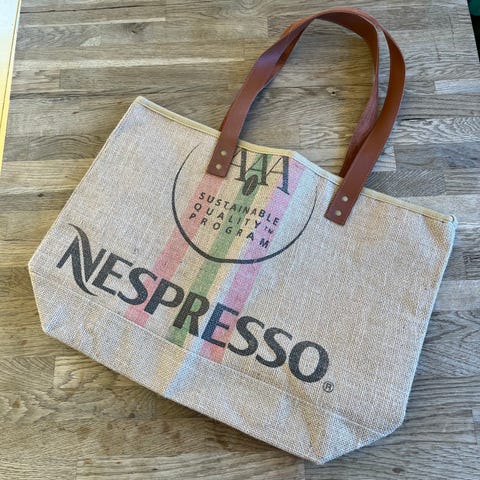 AAA
SUSTAINABLE
QUALITY™
PROGRAM
NESPRESSO®